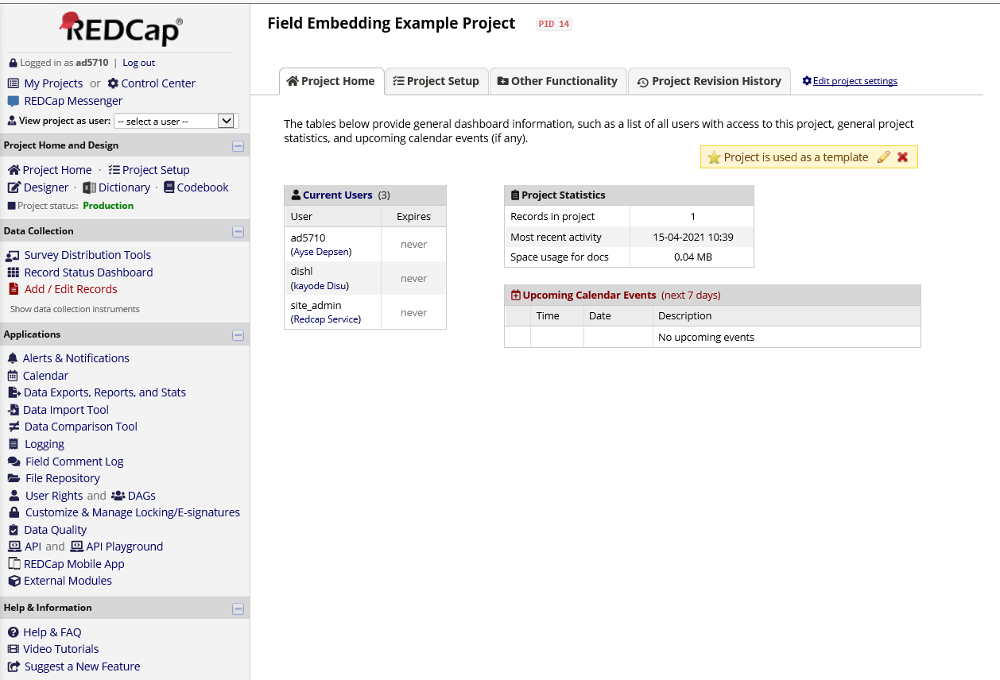 REDCap®
Logged in as ad5710 | Log out
My Projects or Control Center
REDCap Messenger
View project as user: -- select a user --
Project Home and Design
Project Home · Project Setup
Designer · Dictionary · Codebook
Project status: Production
Data Collection
Survey Distribution Tools
Record Status Dashboard
Add / Edit Records
Show data collection instruments
Applications
Alerts & Notifications
Calendar
Data Exports, Reports, and Stats
Data Import Tool
Data Comparison Tool
Logging
Field Comment Log
File Repository
User Rights and DAGs
Customize & Manage Locking/E-signatures
Data Quality
API and API Playground
REDCap Mobile App
External Modules
Help & Information
Help & FAQ
Video Tutorials
Suggest a New Feature
Field Embedding Example Project PID 14
Project Home Project Setup Other Functionality Project Revision History Edit project settings
The tables below provide general dashboard information, such as a list of all users with access to this project, general project
statistics, and upcoming calendar events (if any).
Project is used as a template
Current Users (3)
User Expires
ad5710
(Ayse Depsen) never
dishl
(kayode Disu) never
site_admin
(Redcap Service) never
Project Statistics
Records in project 1
Most recent activity 15-04-2021 10:39
Space usage for docs 0.04 MB
Upcoming Calendar Events (next 7 days)
Time Date Description
No upcoming events